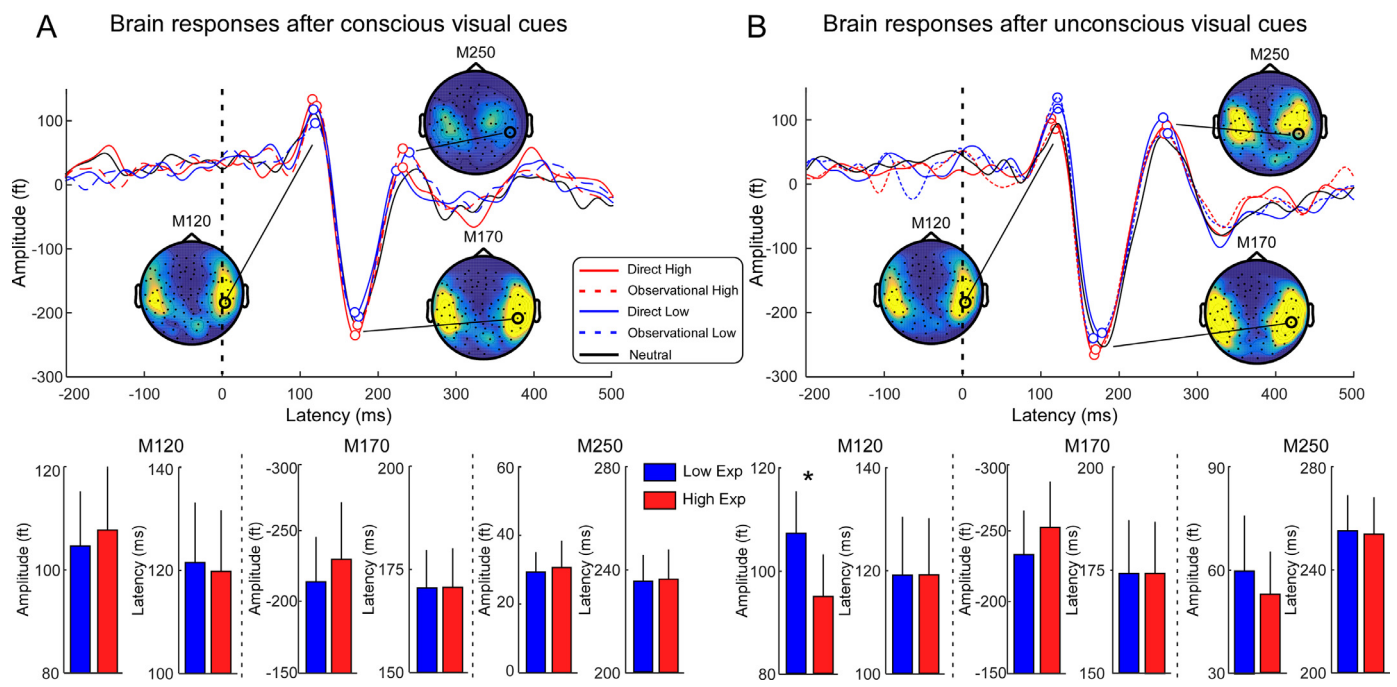 A Brain responses after conscious visual cues
M250
Amplitude (ft)
100
0
-100
-200
-300
M120
M170
Direct High
Observational High
Direct Low
Observational Low
Neutral
-200 -100 0 100 200 300 400 500
Latency (ms)
B Brain responses after unconscious visual cues
M250
Amplitude (ft)
100
0
-100
-200
-300
M120
M170
-200 -100 0 100 200 300 400 500
Latency (ms)
M120 M170 M250
Amplitude (ft)
120
100
80
Latency (ms)
140
120
100
Amplitude (ft)
-300
-250
-200
-150
Latency (ms)
200
175
150
Amplitude (ft)
60
40
20
0
Latency (ms)
280
240
200
Low Exp
High Exp
M120 M170 M250
Amplitude (ft)
120
100
80
*
Latency (ms)
140
120
100
Amplitude (ft)
-300
-250
-200
-150
Latency (ms)
200
175
150
Amplitude (ft)
90
60
30
Latency (ms)
280
240
200